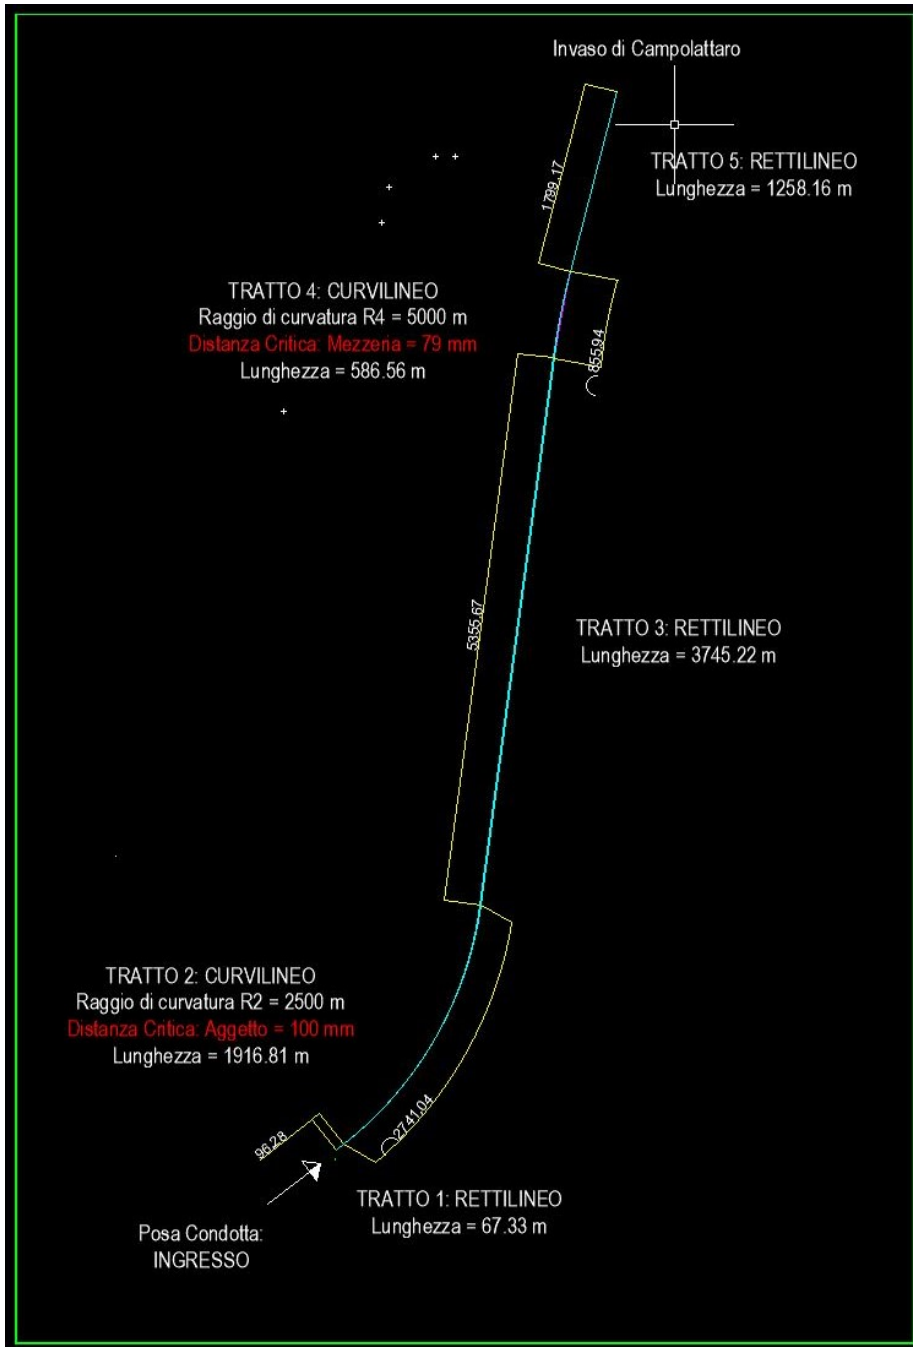 Invaso di Campolattaro
TRATTO 5: RETTILINEO
Lunghezza = 1258.16 m
1799.17
TRATTO 4: CURVILINEO
Raggio di curvatura R4 = 5000 m
Distanza Critica: Mezzeria = 79 mm
Lunghezza = 586.56 m
855.94
5355.67
TRATTO 3: RETTILINEO
Lunghezza = 3745.22 m
TRATTO 2: CURVILINEO
Raggio di curvatura R2 = 2500 m
Distanza Critica: Aggetto = 100 mm
Lunghezza = 1916.81 m
2741.04
96.28
TRATTO 1: RETTILINEO
Lunghezza = 67.33 m
Posa Condotta:
INGRESSO